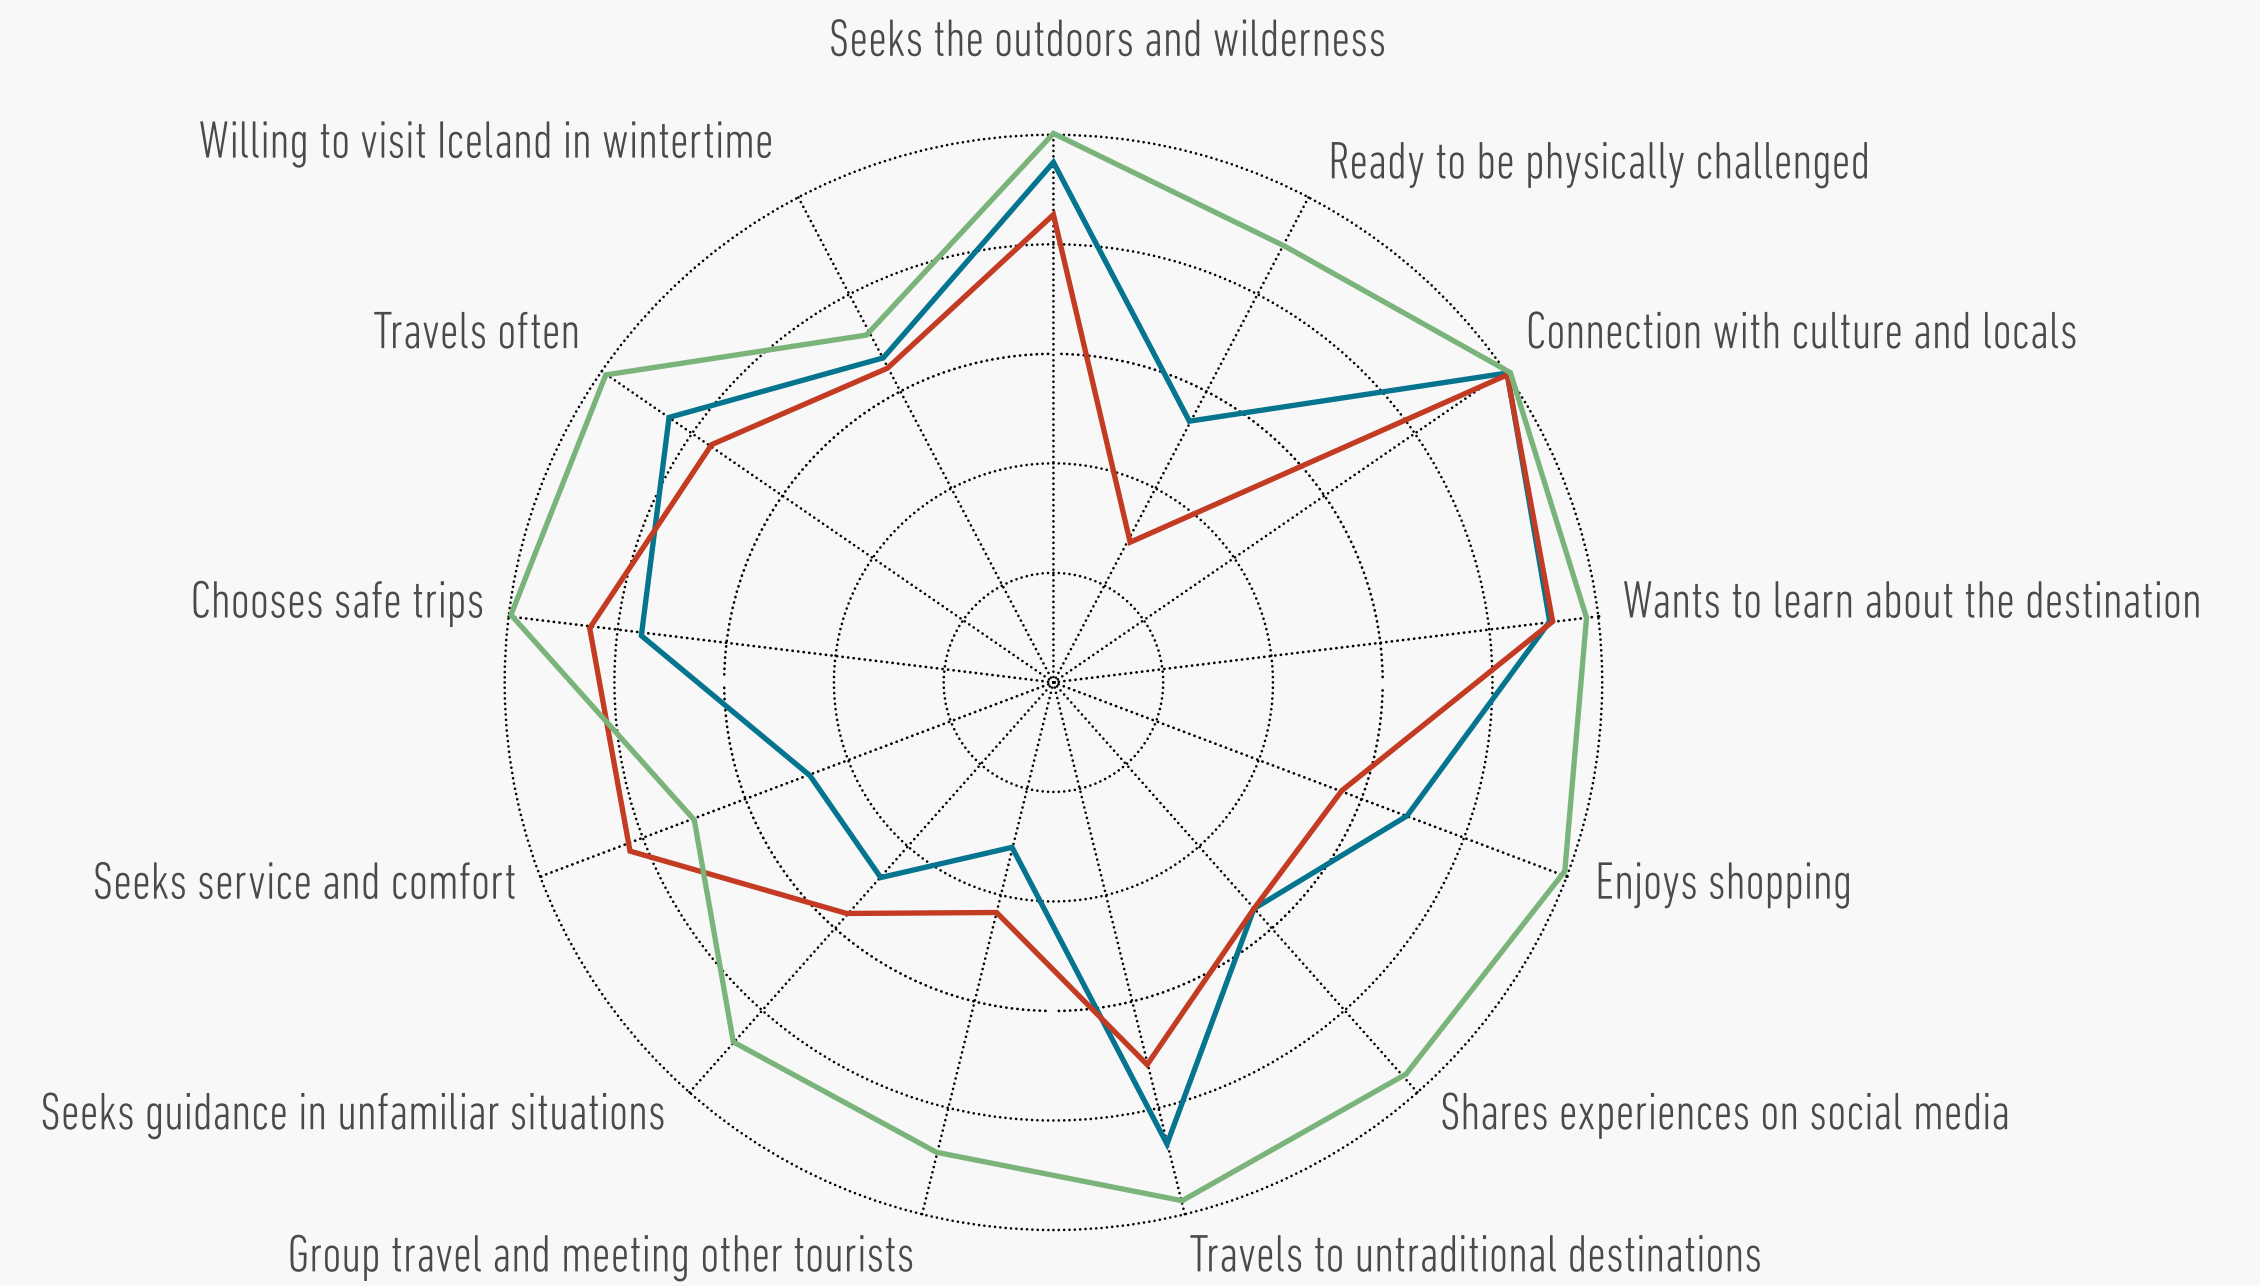 Seeks the outdoors and wilderness
Willing to visit Iceland in wintertime
Ready to be physically challenged
Travels often
Connection with culture and locals
Chooses safe trips
Wants to learn about the destination
Seeks service and comfort
Enjoys shopping
Seeks guidance in unfamiliar situations
Shares experiences on social media
Group travel and meeting other tourists
Travels to untraditional destinations